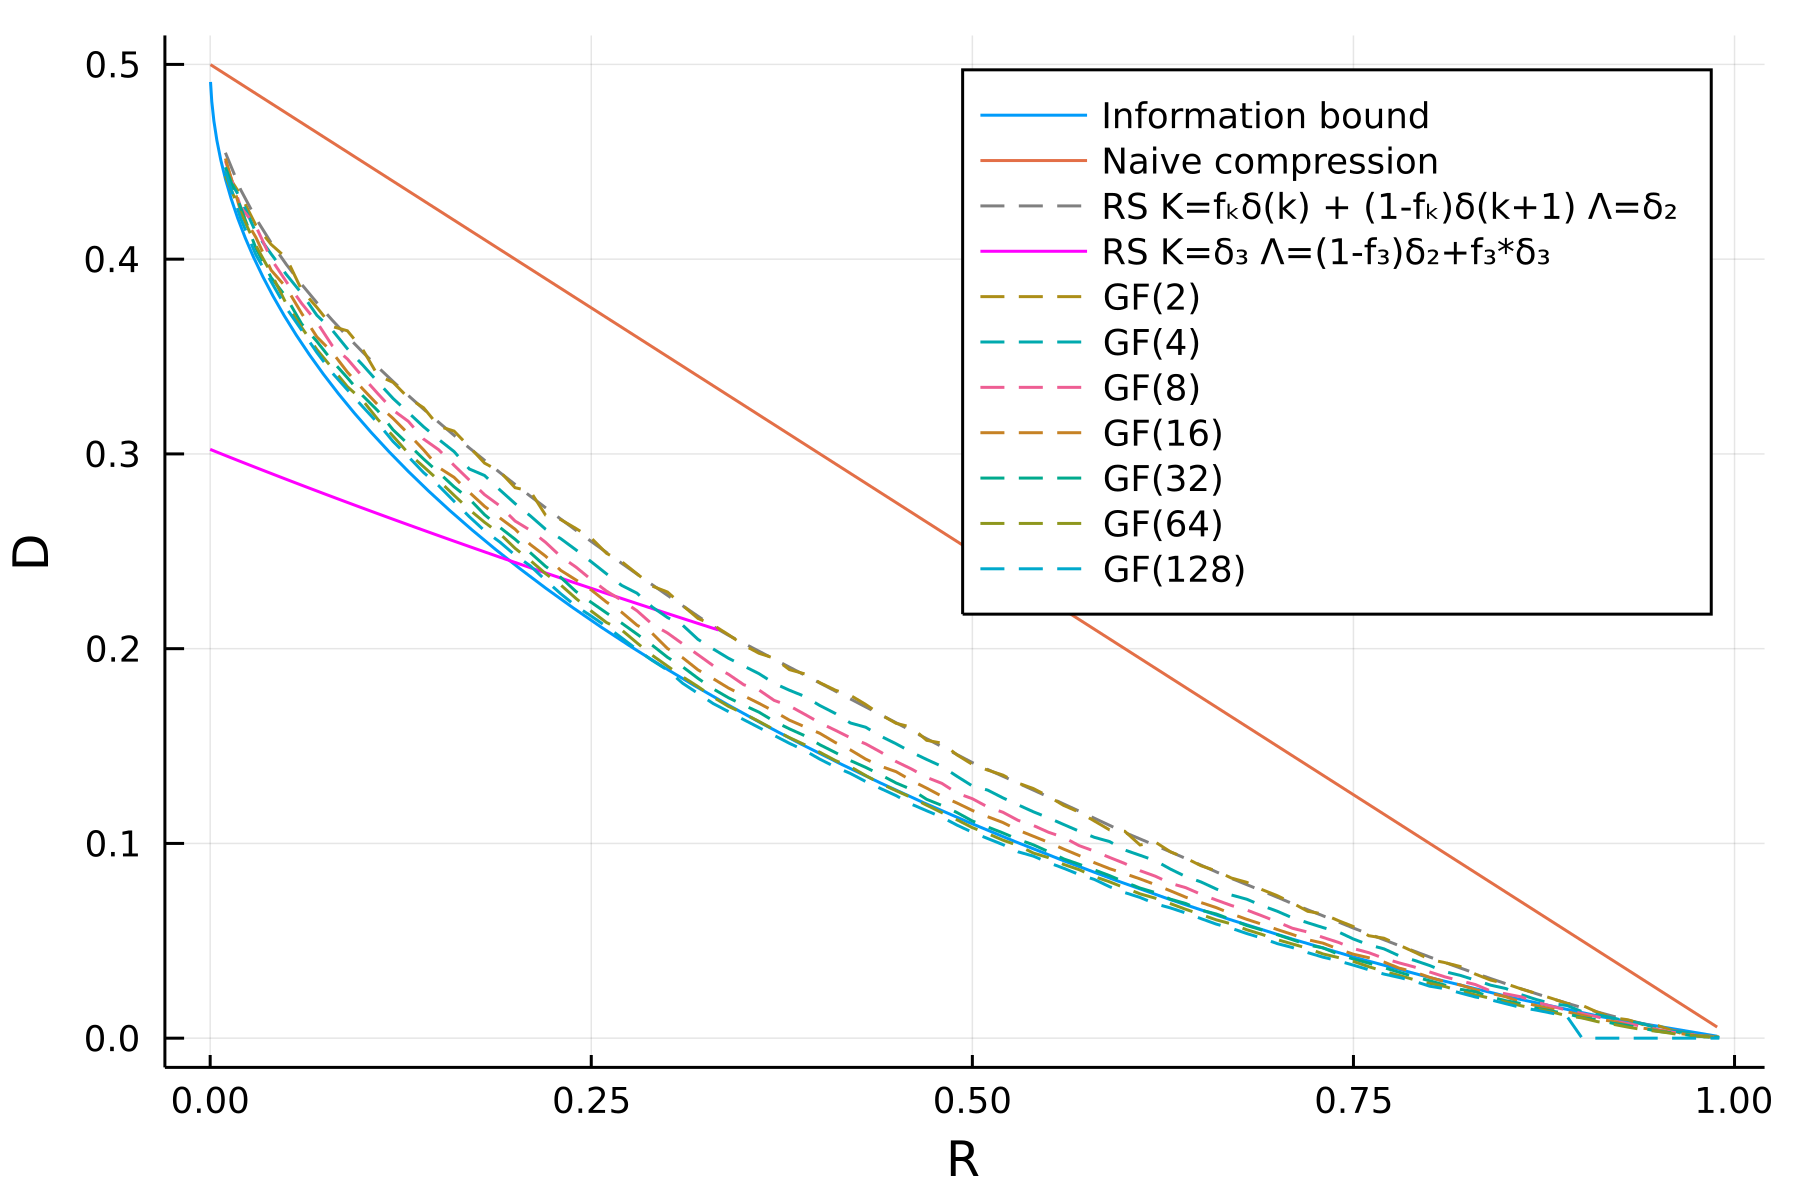 0.5
0.4
0.3
0.2
0.1
0.0
D
Information bound
Naive compression
RS K=fₖδ(k) + (1-fₖ)δ(k+1) Λ=δ₂
RS K=δ₃ Λ=(1-f₃)δ₂+f₃*δ₃
GF(2)
GF(4)
GF(8)
GF(16)
GF(32)
GF(64)
GF(128)
0.00 0.25 0.50 0.75 1.00
R